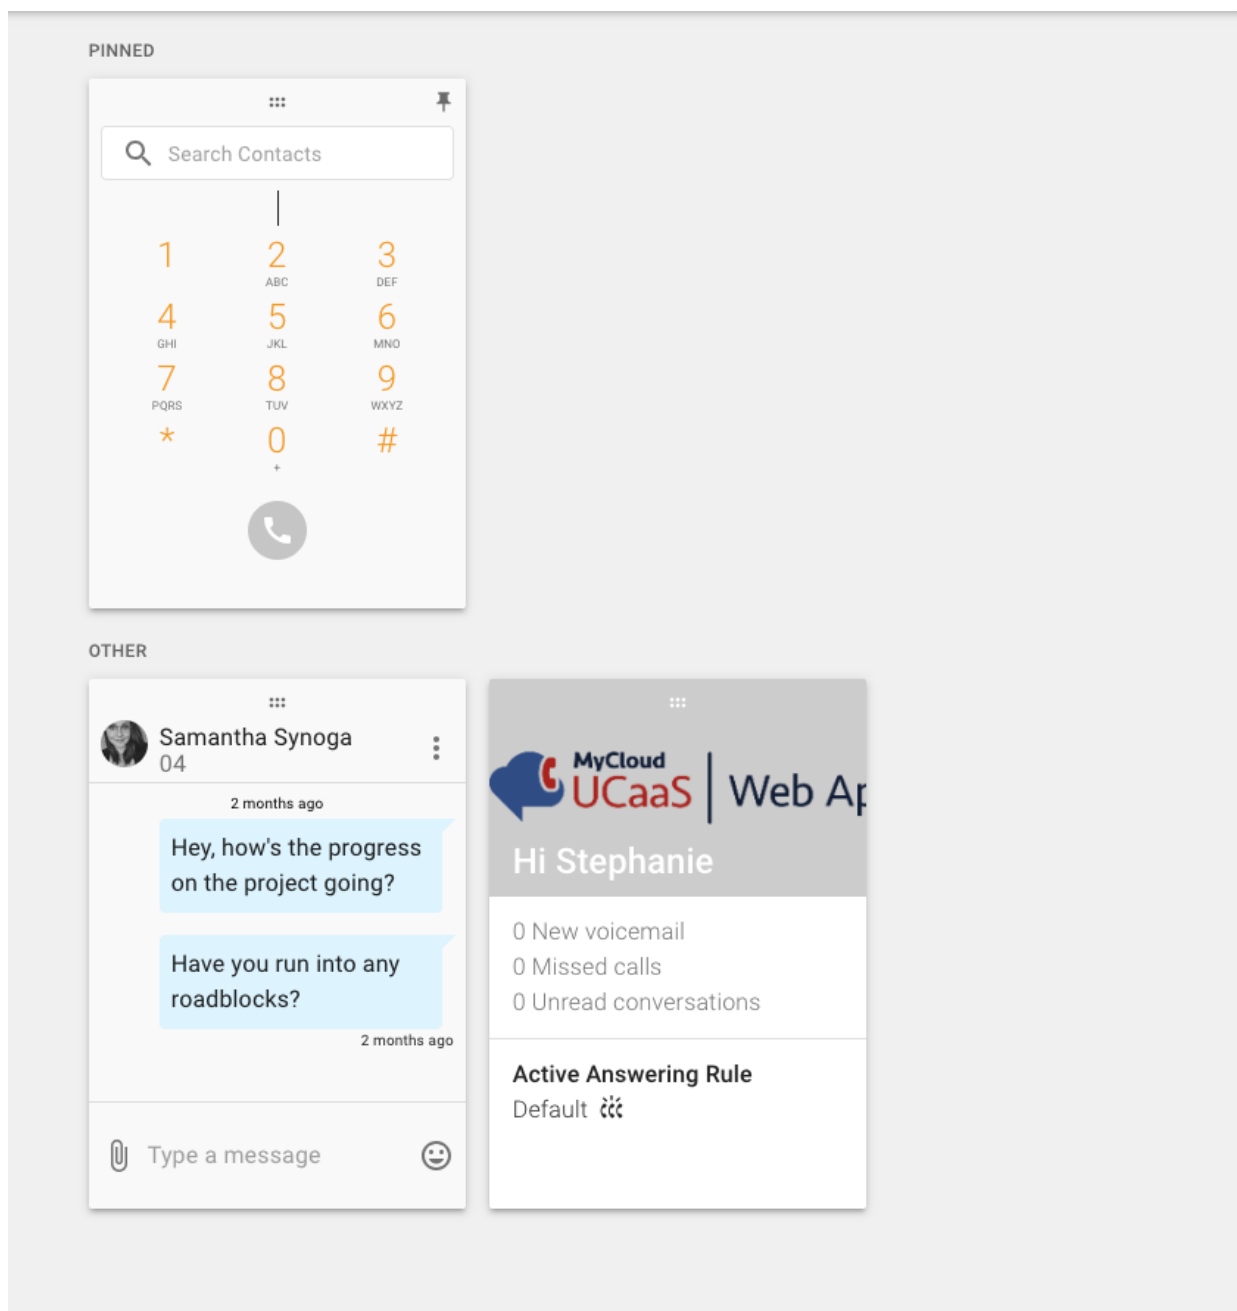 PINNED
Search Contacts
1 2 3
ABC DEF
4 5 6
GHI JKL MNO
7 8 9
PQRS TUV WXYZ
* 0 #
+
OTHER
Samantha Synoga
04
2 months ago
Hey, how's the progress
on the project going?
Have you run into any
roadblocks?
2 months ago
Type a message
MyCloud
UCaaS | Web Ap
Hi Stephanie
0 New voicemail
0 Missed calls
0 Unread conversations
Active Answering Rule
Default